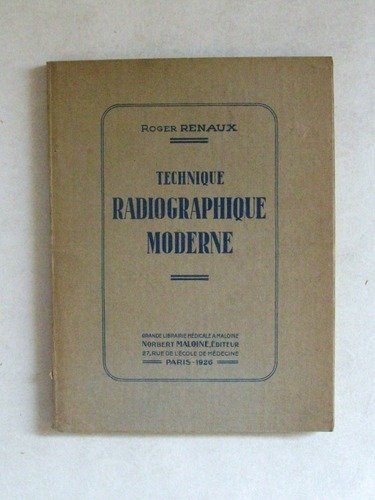 ROGER RENAUX
TECHNIQUE
RADIOGRAPHIQUE
MODERNE
GRANDE LIBRAIRIE MÉDICALE A. MALOINE
NORBERT MALOINE, ÉDITEUR
27, RUE DE L'ÉCOLE DE MÉDECINE
PARIS - 1926